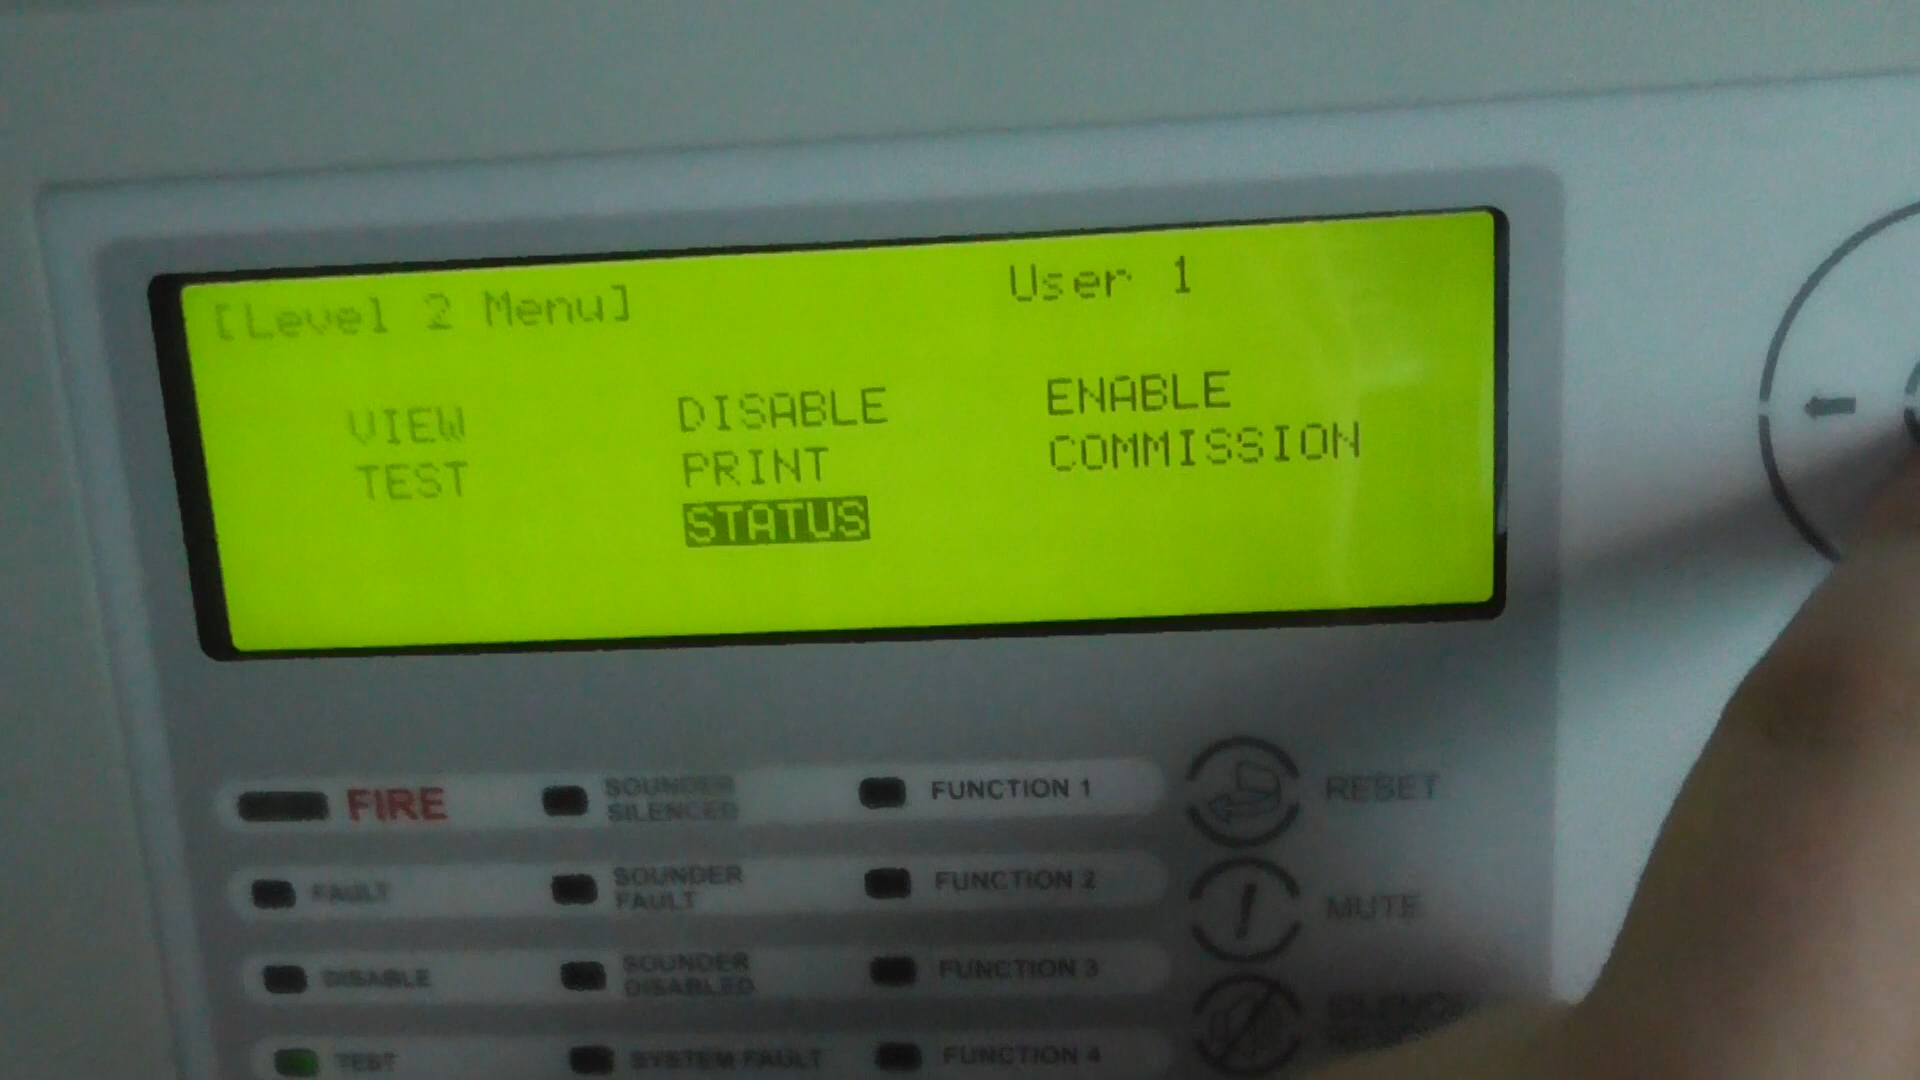 [Level 2 Menu] User 1
VIEW DISABLE ENABLE
TEST PRINT COMMISSION
STATUS
FIRE
SOUNDER
SILENCED
FUNCTION 1
RESET
FAULT
SOUNDER
FAULT
FUNCTION 2
MUTE
DISABLE
SOUNDER
DISABLED
FUNCTION 3
TEST
SYSTEM FAULT
FUNCTION 4